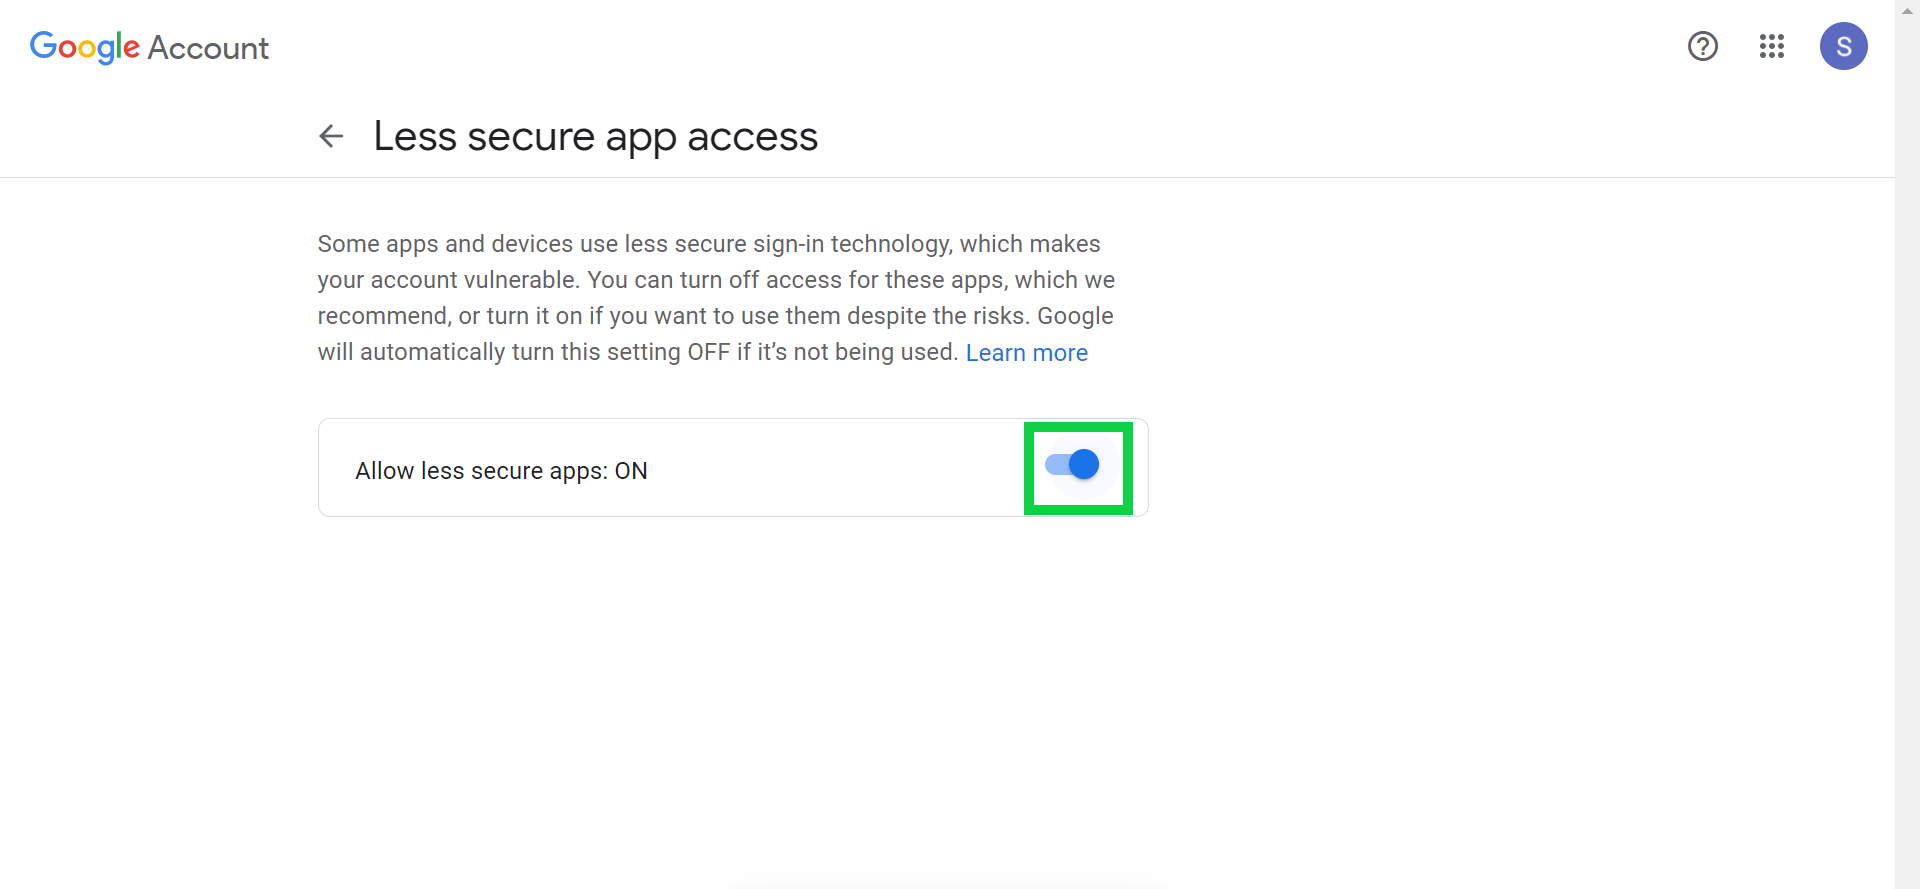 Google Account
S
Less secure app access
Some apps and devices use less secure sign-in technology, which makes
your account vulnerable. You can turn off access for these apps, which we
recommend, or turn it on if you want to use them despite the risks. Google
will automatically turn this setting OFF if it’s not being used. Learn more
Allow less secure apps: ON